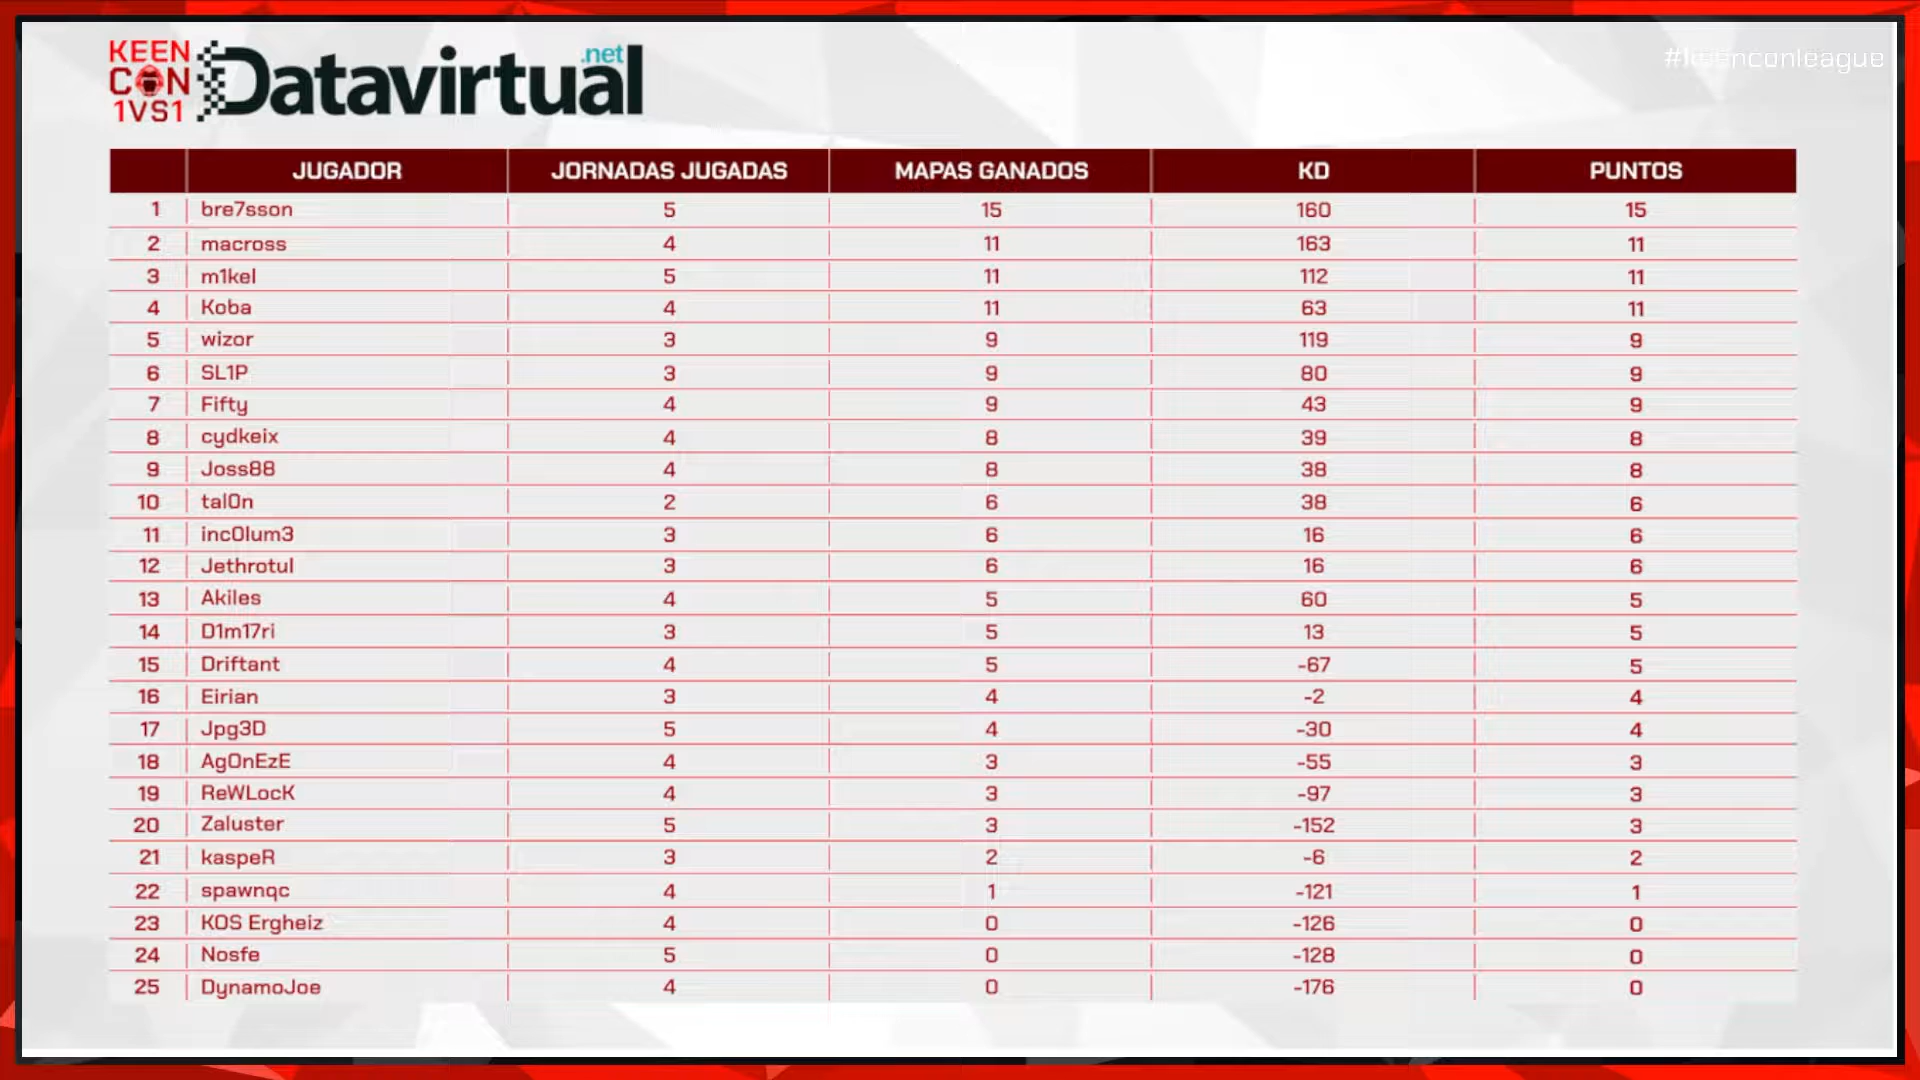 KEEN
CON
1VS1
Datavirtual
.net
#keenconleague
JUGADOR JORNADAS JUGADAS MAPAS GANADOS KD PUNTOS
1 bre7sson 5 15 160 15
2 macross 4 11 163 11
3 m1kel 5 11 112 11
4 Koba 4 11 63 11
5 wizor 3 9 119 9
6 SL1P 3 9 80 9
7 Fifty 4 9 43 9
8 cydkeix 4 8 39 8
9 Joss88 4 8 38 8
10 tal0n 2 6 38 6
11 inc0lum3 3 6 16 6
12 Jethrotul 3 6 16 6
13 Akiles 4 5 60 5
14 D1m17ri 3 5 13 5
15 Driftant 4 5 -67 5
16 Eirian 3 4 -2 4
17 Jpg3D 5 4 -30 4
18 Ag0nEzE 4 3 -55 3
19 ReWLocK 4 3 -97 3
20 Zaluster 5 3 -152 3
21 kaspeR 3 2 -6 2
22 spawnqc 4 1 -121 1
23 KOS Ergheiz 4 0 -126 0
24 Nosfe 5 0 -128 0
25 DynamoJoe 4 0 -176 0